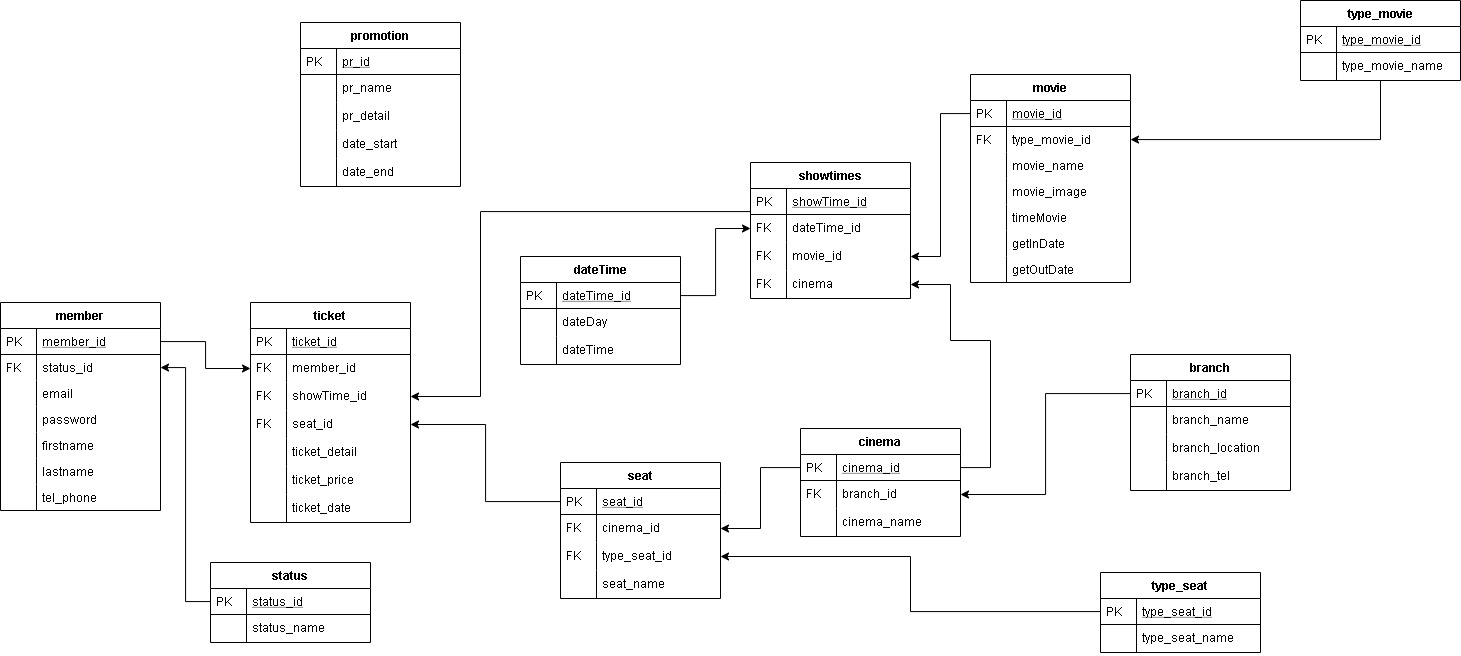 promotion
PK pr_id
pr_name
pr_detail
date_start
date_end
type_movie
PK type_movie_id
type_movie_name
movie
PK movie_id
FK type_movie_id
movie_name
movie_image
timeMovie
getInDate
getOutDate
showtimes
PK showTime_id
FK dateTime_id
FK movie_id
FK cinema
dateTime
PK dateTime_id
dateDay
dateTime
member
PK member_id
FK status_id
email
password
firstname
lastname
tel_phone
ticket
PK ticket_id
FK member_id
FK showTime_id
FK seat_id
ticket_detail
ticket_price
ticket_date
branch
PK branch_id
branch_name
branch_location
branch_tel
cinema
PK cinema_id
FK branch_id
cinema_name
seat
PK seat_id
FK cinema_id
FK type_seat_id
seat_name
status
PK status_id
status_name
type_seat
PK type_seat_id
type_seat_name